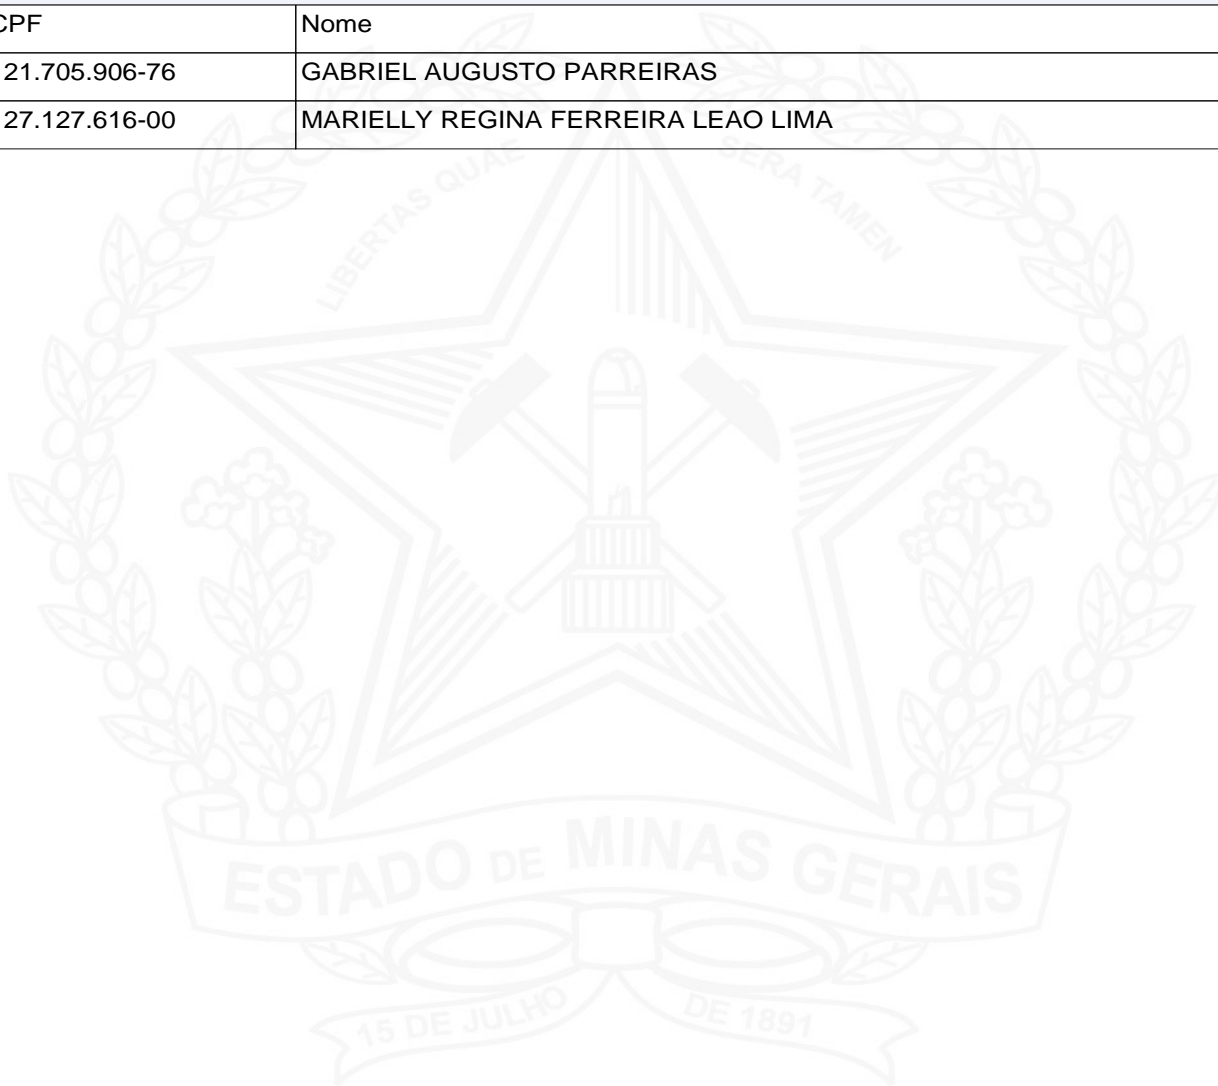 CPF Nome
21.705.906-76 GABRIEL AUGUSTO PARREIRAS
27.127.616-00 MARIELLY REGINA FERREIRA LEAO LIMA
LIBERTAS QUAE SERA TAMEN
ESTADO DE MINAS GERAIS
15 DE JULHO DE 1891